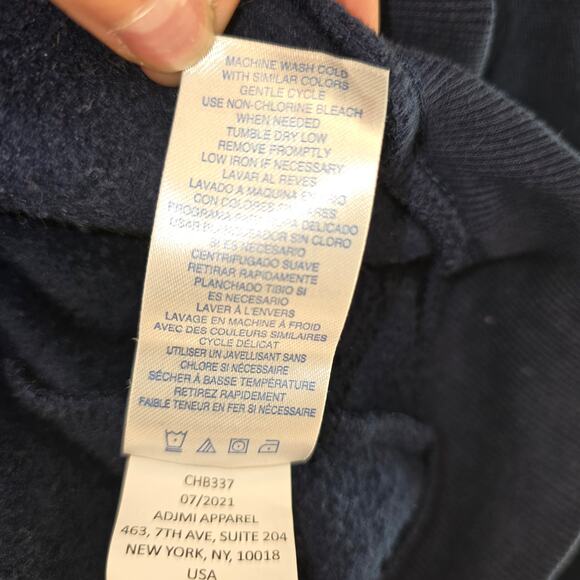 MACHINE WASH COLD
WITH SIMILAR COLORS
GENTLE CYCLE
USE NON-CHLORINE BLEACH
WHEN NEEDED
TUMBLE DRY LOW
REMOVE PROMPTLY
LOW IRON IF NECESSARY
LAVAR AL REVES
LAVADO A MAQUINA EN
CON COLORES
DELICADO
SIN CLORO
SI ES NECESARIO
CENTRIFUGADO SUAVE
RETIRAR RAPIDAMENTE
PLANCHADO TIBIO SI
ES NECESARIO
LAVER À L'ENVERS
LAVAGE EN MACHINE À FROID
AVEC DES COULEURS SIMILAIRES
CYCLE DÉLICAT
UTILISER UN JAVELLISANT SANS
CHLORE SI NÉCESSAIRE
SÉCHER À BASSE TEMPÉRATURE
RETIREZ RAPIDEMENT
FAIBLE TENEUR EN FER SI NÉCESSAIRE
CHB337
07/2021
ADJMI APPAREL
463, 7TH AVE, SUITE 204
NEW YORK, NY, 10018
USA